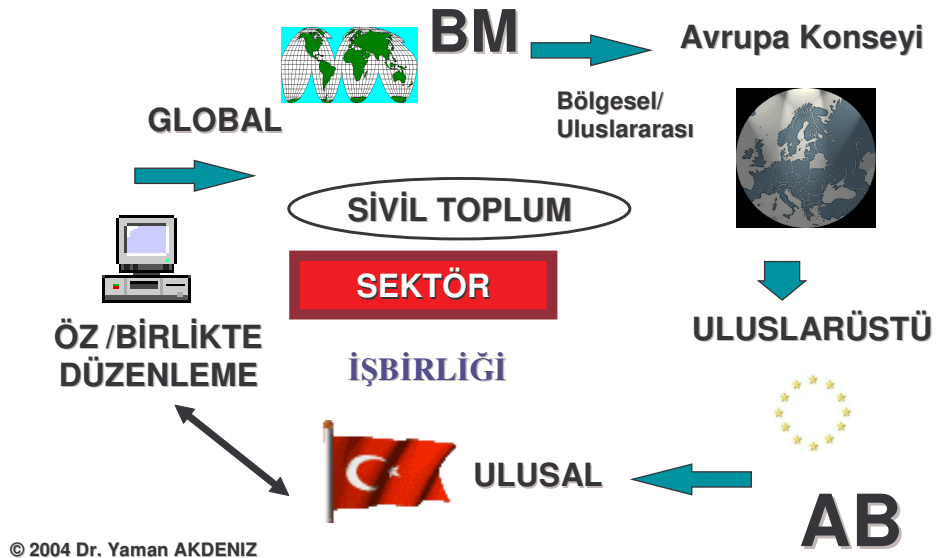 BM
Avrupa Konseyi
Bölgesel/
Uluslararası
GLOBAL
SİVİL TOPLUM
SEKTÖR
ÖZ /BİRLİKTE
DÜZENLEME
İŞBİRLİĞİ
ULUSLARÜSTÜ
ULUSAL
AB
© 2004 Dr. Yaman AKDENIZ